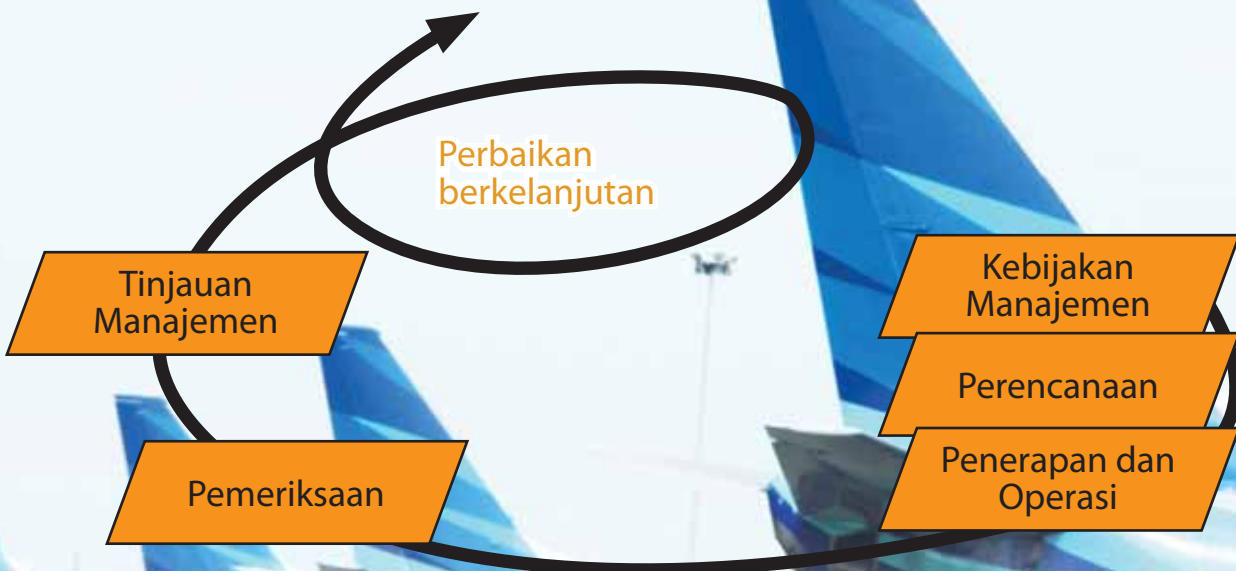 Perbaikan
berkelanjutan
Tinjauan
Manajemen
Kebijakan
Manajemen
Perencanaan
Penerapan dan
Operasi
Pemeriksaan